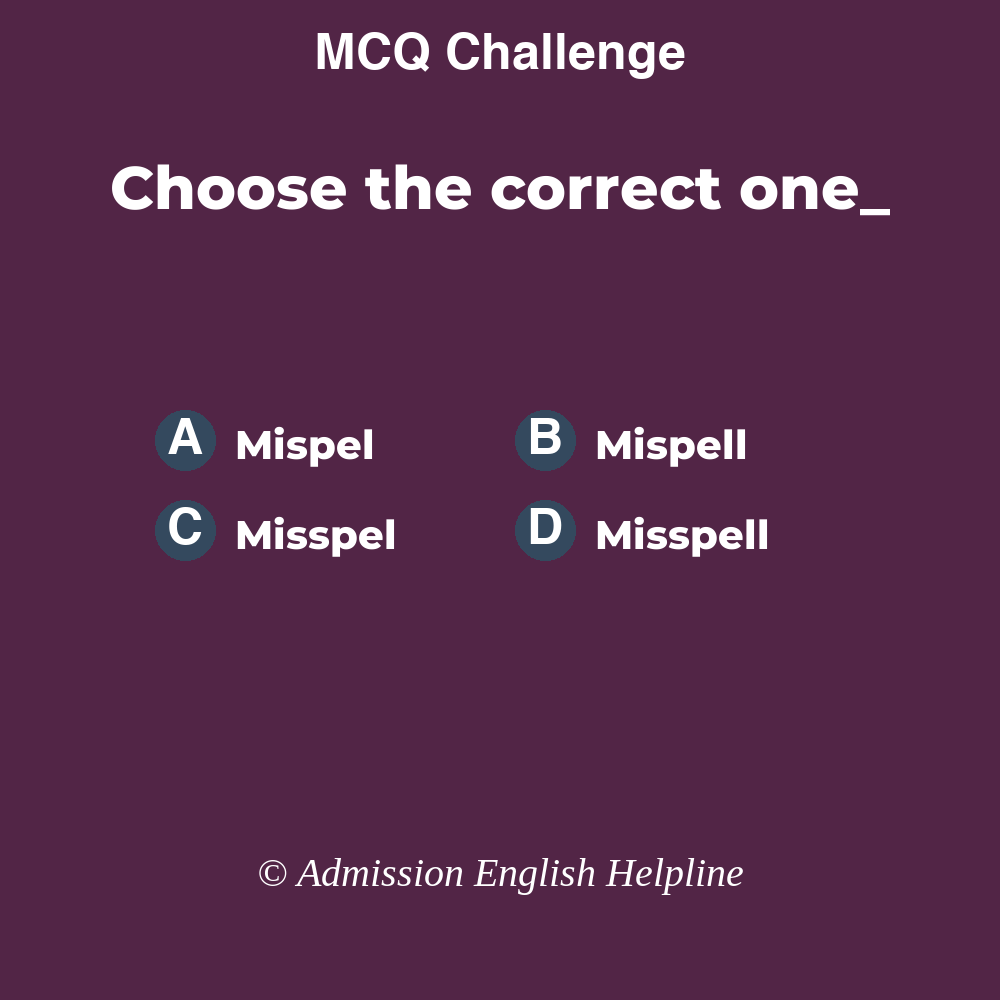 MCQ Challenge
Choose the correct one_
A Mispel B Mispell
C Misspel D Misspell
© Admission English Helpline